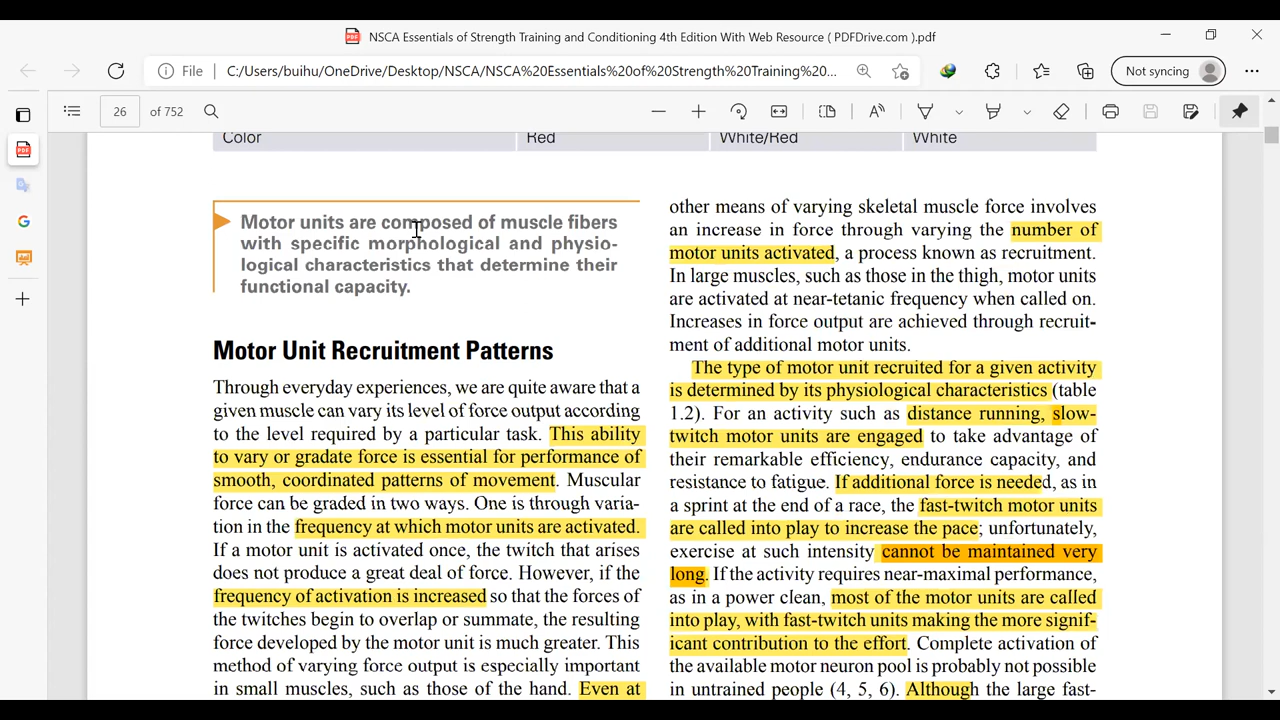 NSCA Essentials of Strength Training and Conditioning 4th Edition With Web Resource ( PDFDrive.com ).pdf
File
C:/Users/buihu/OneDrive/Desktop/NSCA/NSCA%20Essentials%20of%20Strength%20Training%20...
Not syncing
26
of 752
Color Red White/Red White
Motor units are composed of muscle fibers
with specific morphological and physio-
logical characteristics that determine their
functional capacity.
Motor Unit Recruitment Patterns
Through everyday experiences, we are quite aware that a
given muscle can vary its level of force output according
to the level required by a particular task. This ability
to vary or gradate force is essential for performance of
smooth, coordinated patterns of movement. Muscular
force can be graded in two ways. One is through varia-
tion in the frequency at which motor units are activated.
If a motor unit is activated once, the twitch that arises
does not produce a great deal of force. However, if the
frequency of activation is increased so that the forces of
the twitches begin to overlap or summate, the resulting
force developed by the motor unit is much greater. This
method of varying force output is especially important
in small muscles, such as those of the hand. Even at
other means of varying skeletal muscle force involves
an increase in force through varying the number of
motor units activated, a process known as recruitment.
In large muscles, such as those in the thigh, motor units
are activated at near-tetanic frequency when called on.
Increases in force output are achieved through recruit-
ment of additional motor units.
The type of motor unit recruited for a given activity
is determined by its physiological characteristics (table
1.2). For an activity such as distance running, slow-
twitch motor units are engaged to take advantage of
their remarkable efficiency, endurance capacity, and
resistance to fatigue. If additional force is needed, as in
a sprint at the end of a race, the fast-twitch motor units
are called into play to increase the pace; unfortunately,
exercise at such intensity cannot be maintained very
long. If the activity requires near-maximal performance,
as in a power clean, most of the motor units are called
into play, with fast-twitch units making the more signif-
icant contribution to the effort. Complete activation of
the available motor neuron pool is probably not possible
in untrained people (4, 5, 6). Although the large fast-